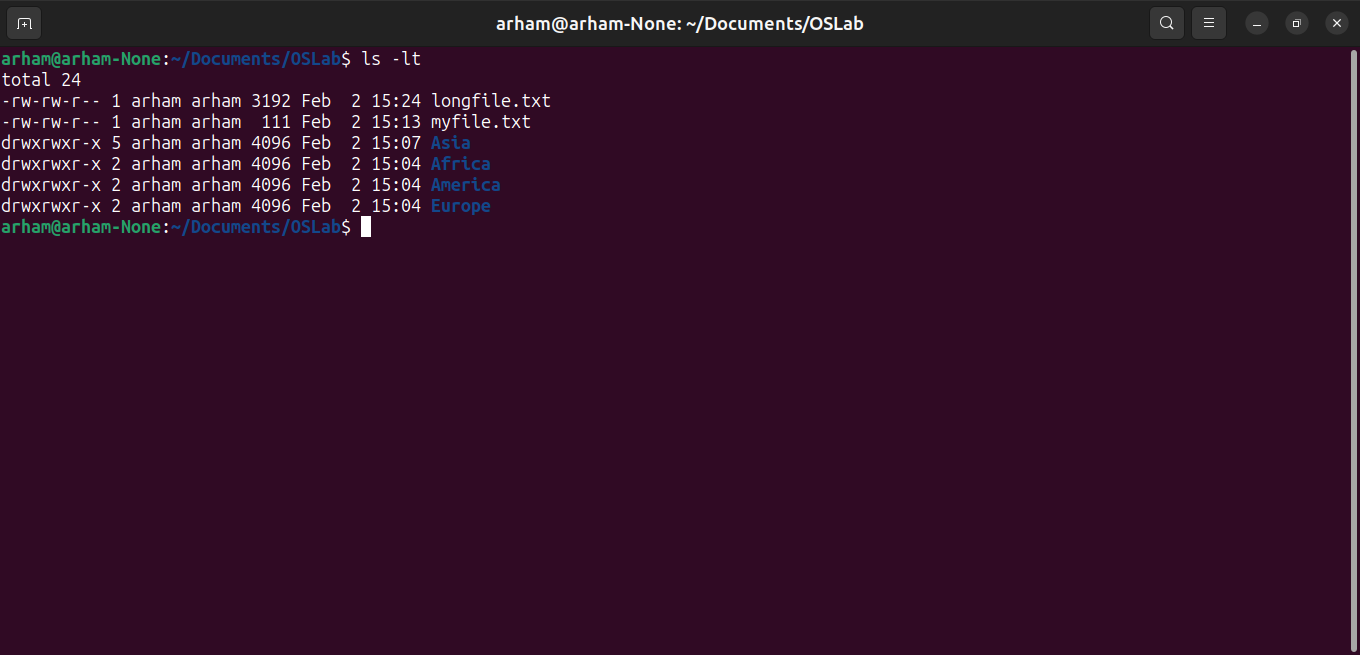 arham@arham-None: ~/Documents/OSLab
arham@arham-None:~/Documents/OSLab$ ls -lt
total 24
-rw-rw-r-- 1 arham arham 3192 Feb  2 15:24 longfile.txt
-rw-rw-r-- 1 arham arham  111 Feb  2 15:13 myfile.txt
drwxrwxr-x 5 arham arham 4096 Feb  2 15:07 Asia
drwxrwxr-x 2 arham arham 4096 Feb  2 15:04 Africa
drwxrwxr-x 2 arham arham 4096 Feb  2 15:04 America
drwxrwxr-x 2 arham arham 4096 Feb  2 15:04 Europe
arham@arham-None:~/Documents/OSLab$